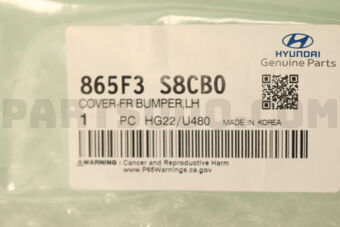 HYUNDAI
Genuine Parts
865F3 S8CB0
COVER-FR BUMPER,LH
1 PC HG22/U480 MADE IN KOREA
WARNING: Cancer and Reproductive Harm
www.P65Warnings.ca.gov